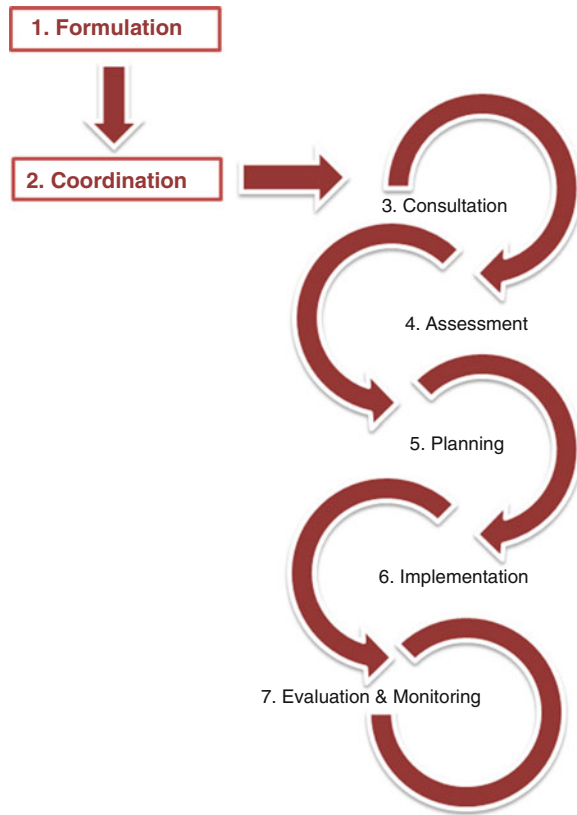 1. Formulation
2. Coordination
3. Consultation
4. Assessment
5. Planning
6. Implementation
7. Evaluation & Monitoring